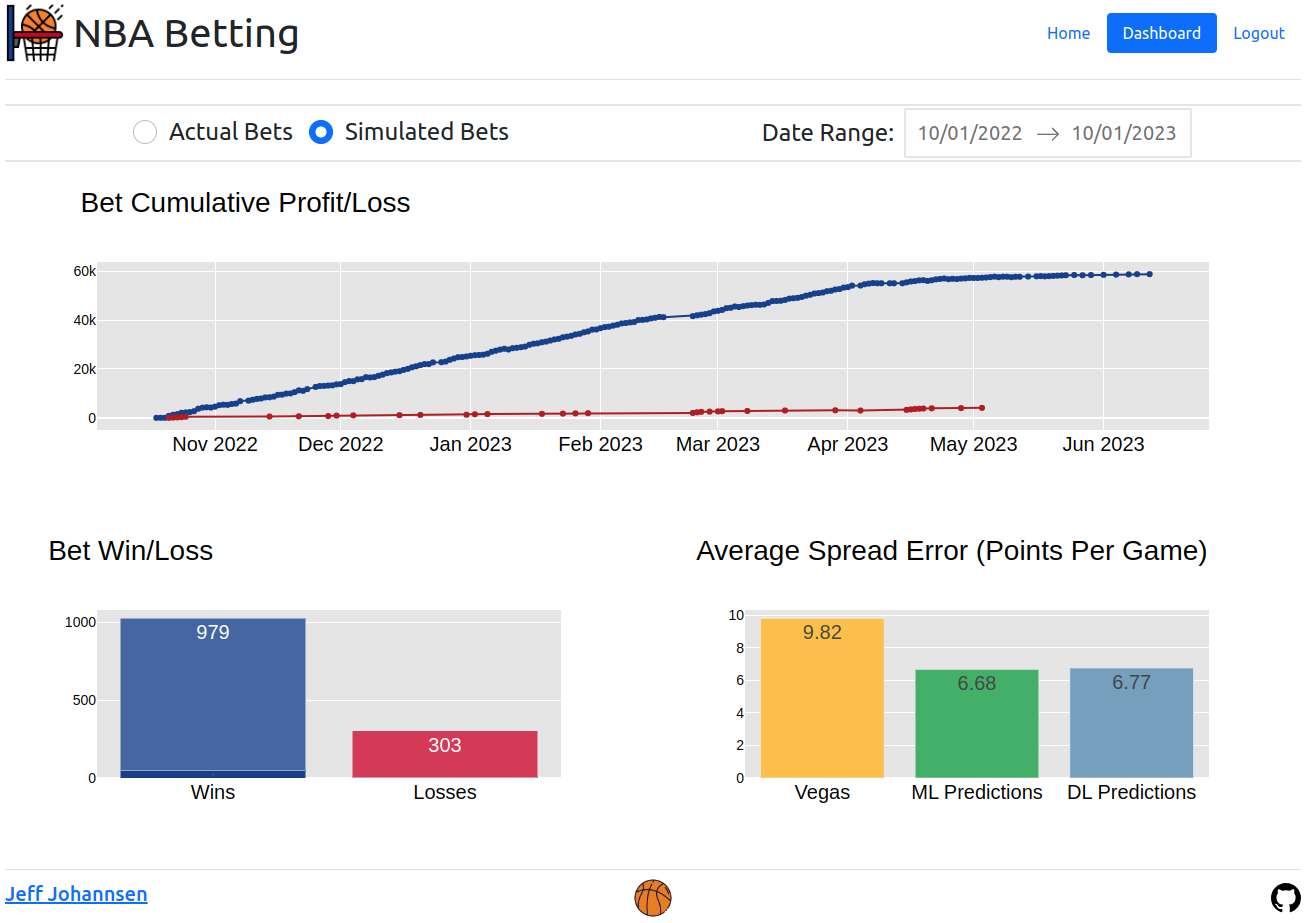 NBA Betting
Home Dashboard Logout
Actual Bets Simulated Bets Date Range: 10/01/2022 → 10/01/2023
Bet Cumulative Profit/Loss
60k
40k
20k
0
Nov 2022 Dec 2022 Jan 2023 Feb 2023 Mar 2023 Apr 2023 May 2023 Jun 2023
Bet Win/Loss
1000
500
0
979
303
Wins Losses
Average Spread Error (Points Per Game)
10
8
6
4
2
0
9.82
6.68
6.77
Vegas ML Predictions DL Predictions
Jeff Johannsen